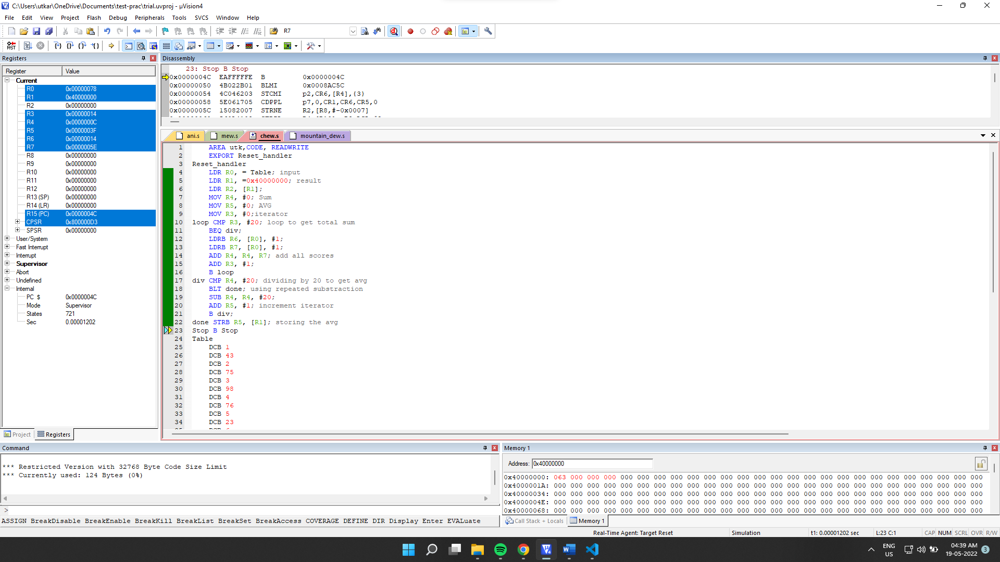 C:\Users\utkar\OneDrive\Documents\test-prac\trial.uvproj - µVision4
File Edit View Project Flash Debug Peripherals Tools SVCS Window Help
R7
RST
Registers
Register Value
Current
R0 0x00000078
R1 0x40000000
R2 0x00000000
R3 0x00000014
R4 0x0000000C
R5 0x0000003F
R6 0x00000014
R7 0x0000005E
R8 0x00000000
R9 0x00000000
R10 0x00000000
R11 0x00000000
R12 0x00000000
R13 (SP) 0x00000000
R14 (LR) 0x00000000
R15 (PC) 0x0000004C
CPSR 0x800000D3
SPSR 0x00000000
User/System
Fast Interrupt
Interrupt
Supervisor
Abort
Undefined
Internal
PC $ 0x0000004C
Mode Supervisor
States 721
Sec 0.00001202
Project Registers
Disassembly
23: Stop B Stop
0x0000004C EAFFFFFE B 0x0000004C
0x00000050 4B022B01 BLMI 0x0008AC5C
0x00000054 4C046203 STCMI p2,CR6,[R4],{3}
0x00000058 5E061705 CDPPL p7,0,CR1,CR6,CR5,0
0x0000005C 15082007 STRNE R2,[R8,#-0x0007]
ani.s mew.s chew.s mountain_dew.s
1 AREA utk,CODE, READWRITE
2 EXPORT Reset_handler
3 Reset_handler
4 LDR R0, = Table; input
5 LDR R1, =0x40000000; result
6 LDR R2, [R1];
7 MOV R4, #0; Sum
8 MOV R5, #0; AVG
9 MOV R3, #0;iterator
10 loop CMP R3, #20; loop to get total sum
11 BEQ div;
12 LDRB R6, [R0], #1;
13 LDRB R7, [R0], #1;
14 ADD R4, R4, R7; add all scores
15 ADD R3, #1;
16 B loop
17 div CMP R4, #20; dividing by 20 to get avg
18 BLT done; using repeated substraction
19 SUB R4, R4, #20;
20 ADD R5, #1; increment iterator
21 B div;
22 done STRB R5, [R1]; storing the avg
23 Stop B Stop
24 Table
25 DCB 1
26 DCB 43
27 DCB 2
28 DCB 75
29 DCB 3
30 DCB 98
31 DCB 4
32 DCB 76
33 DCB 5
34 DCB 23
Command
*** Restricted Version with 32768 Byte Code Size Limit
*** Currently used: 124 Bytes (0%)
>
ASSIGN BreakDisable BreakEnable BreakKill BreakList BreakSet BreakAccess COVERAGE DEFINE DIR Display Enter EVALuate
Memory 1
Address: 0x40000000
0x40000000: 063 000 000 000 000 000 000 000 000 000 000 000 000 000 000 000 000 000 000 000 000 000 000 000 000 000
0x4000001A: 000 000 000 000 000 000 000 000 000 000 000 000 000 000 000 000 000 000 000 000 000 000 000 000 000 000
0x40000034: 000 000 000 000 000 000 000 000 000 000 000 000 000 000 000 000 000 000 000 000 000 000 000 000 000 000
0x4000004E: 000 000 000 000 000 000 000 000 000 000 000 000 000 000 000 000 000 000 000 000 000 000 000 000 000 000
0x40000068: 000 000 000 000 000 000 000 000 000 000 000 000 000 000 000 000 000 000 000 000 000 000 000 000 000 000
Call Stack + Locals Memory 1
Real-Time Agent: Target Reset Simulation t1: 0.00001202 sec L:23 C:1 CAP NUM SCRL OVR R/W
ENG
US
04:39 AM
19-05-2022
3